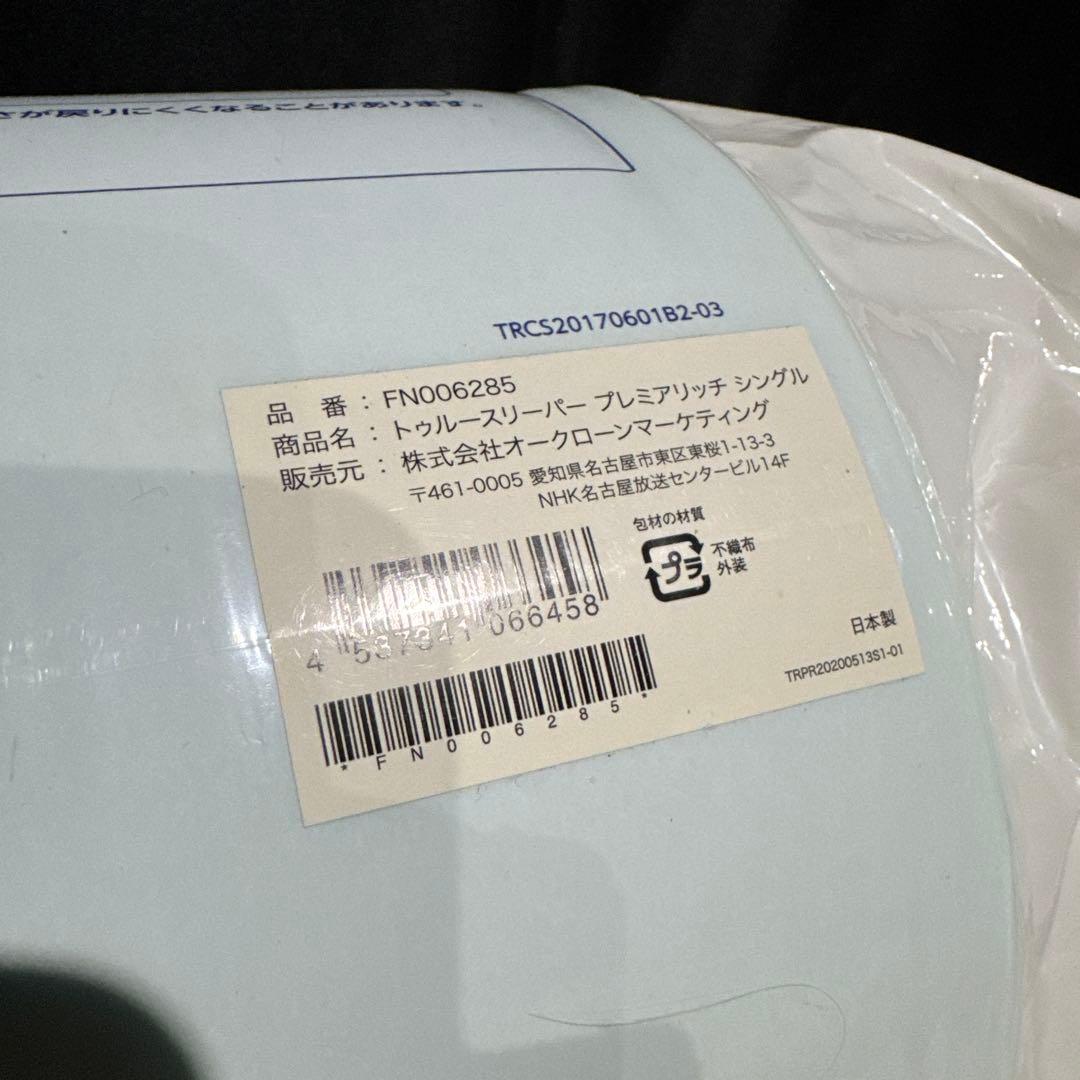 さが戻りにくくなることがあります。
TRCS20170601B2-03
品 番 : FN006285
商品名 : トゥルースリーパー プレミアリッチ シングル
販売元 : 株式会社オークローンマーケティング
〒461-0005 愛知県名古屋市東区東桜1-13-3
NHK名古屋放送センタービル14F
包材の材質
プラ
不織布
外装
4 537341 066458
日本製
TRPR20200513S1-01
*FN006285*